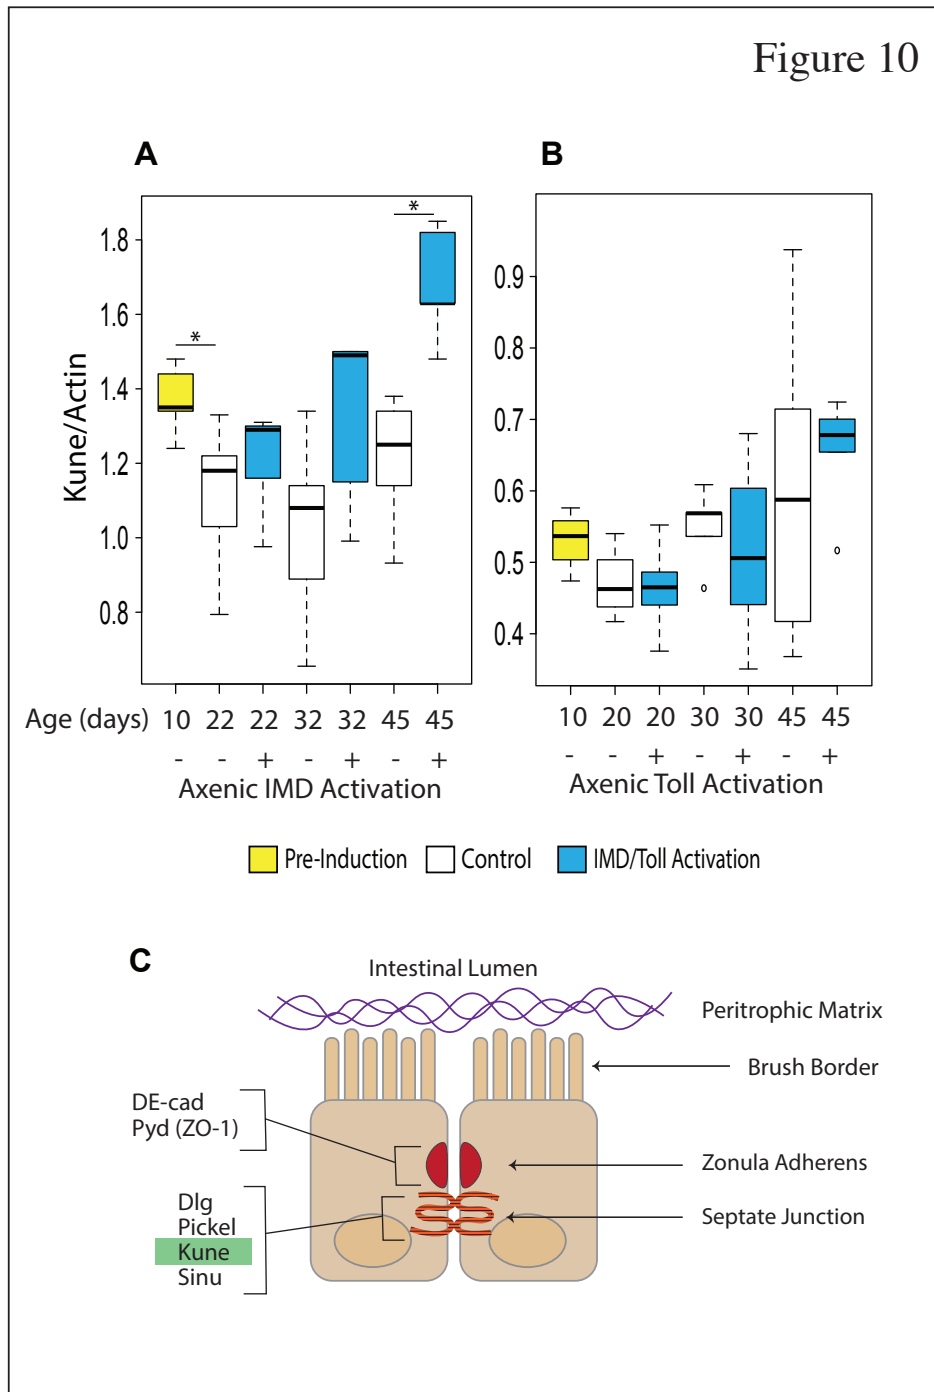 Figure 10
A
B
Kune/Actin
1.8
1.6
1.4
1.2
1.0
0.8
*
*
0.9
0.8
0.7
0.6
0.5
0.4
Age (days) 10 22 22 32 32 45 45
- - + - + - +
Axenic IMD Activation
10 20 20 30 30 45 45
- - + - + - +
Axenic Toll Activation
Pre-Induction Control IMD/Toll Activation
C
Intestinal Lumen
Peritrophic Matrix
Brush Border
DE-cad
Pyd (ZO-1)
Zonula Adherens
Dlg
Pickel
Kune
Sinu
Septate Junction